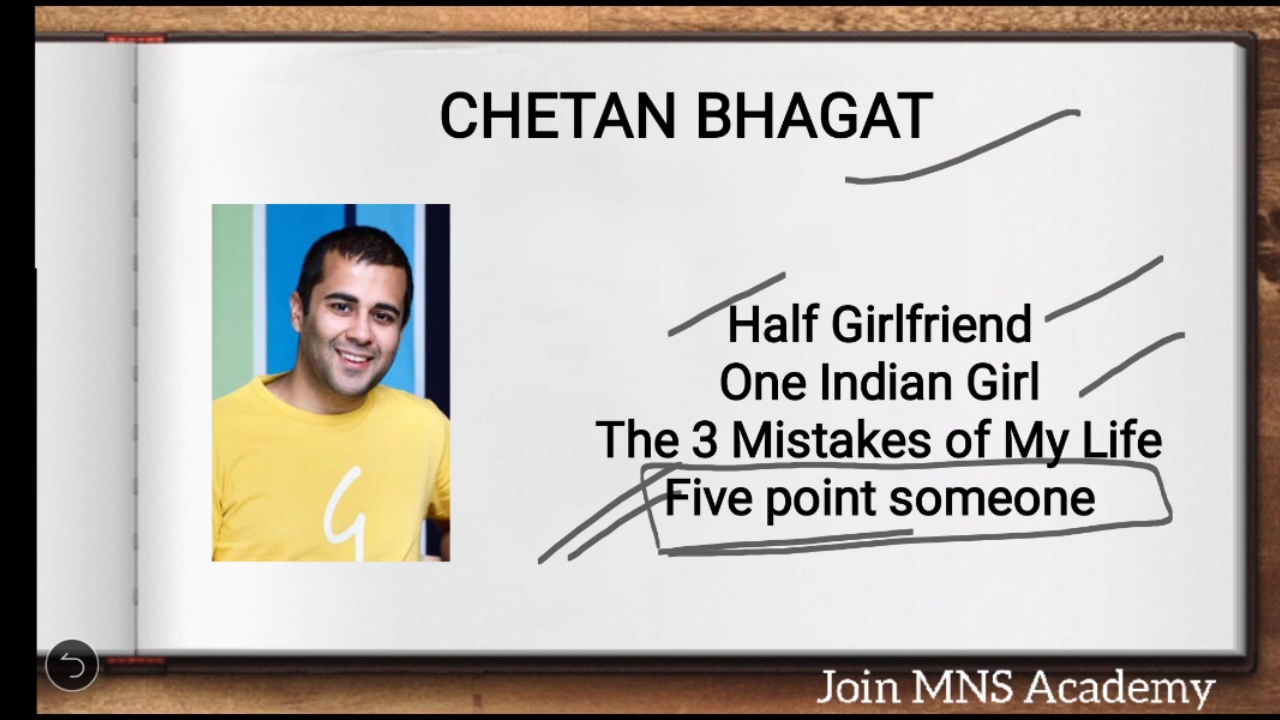 CHETAN BHAGAT
Half Girlfriend
One Indian Girl
The 3 Mistakes of My Life
Five point someone
Join MNS Academy